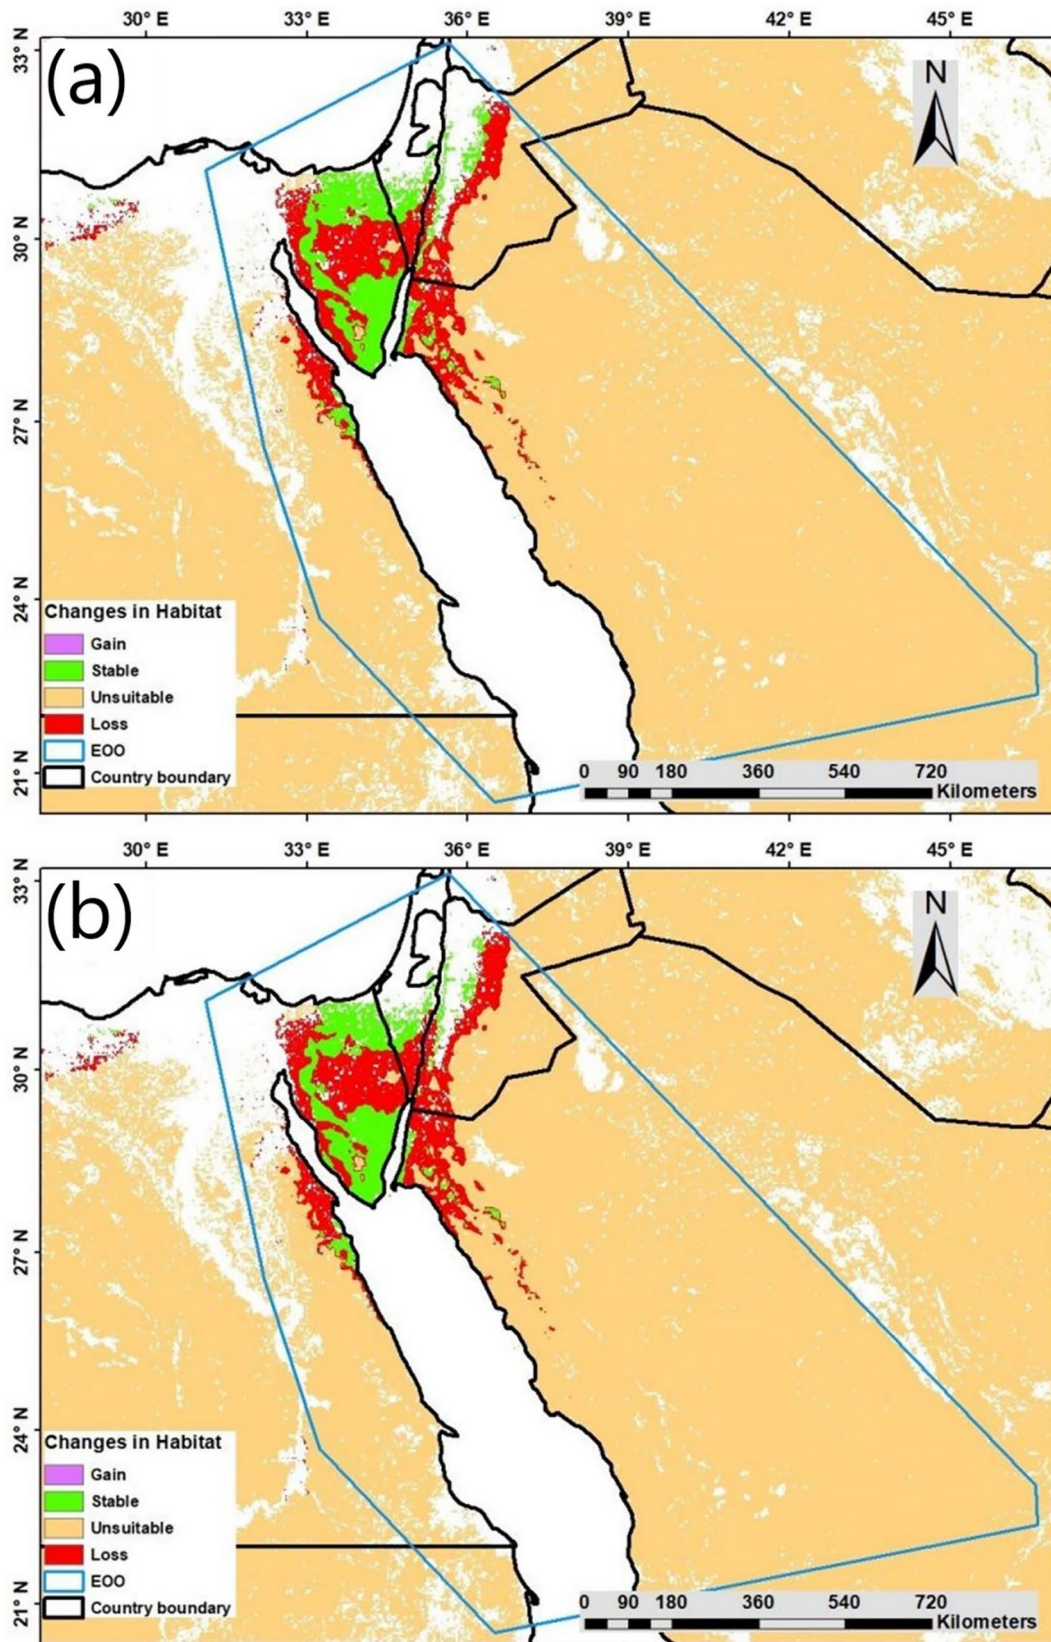 30° E 33° E 36° E 39° E 42° E 45° E
33° N
(a)
N
30° N
27° N
24° N
Changes in Habitat
Gain
Stable
Unsuitable
Loss
EOO
Country boundary
21° N
0 90 180 360 540 720
Kilometers
30° E 33° E 36° E 39° E 42° E 45° E
33° N
(b)
N
30° N
27° N
24° N
Changes in Habitat
Gain
Stable
Unsuitable
Loss
EOO
Country boundary
21° N
0 90 180 360 540 720
Kilometers